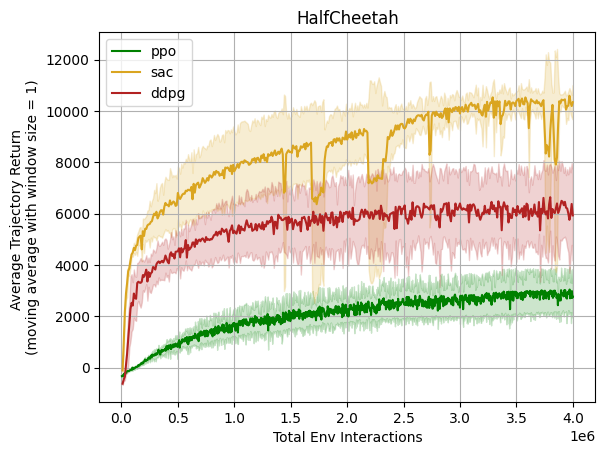 HalfCheetah
ppo
sac
ddpg
Average Trajectory Return
(moving average with window size = 1)
12000
10000
8000
6000
4000
2000
0
0.0 0.5 1.0 1.5 2.0 2.5 3.0 3.5 4.0
1e6
Total Env Interactions